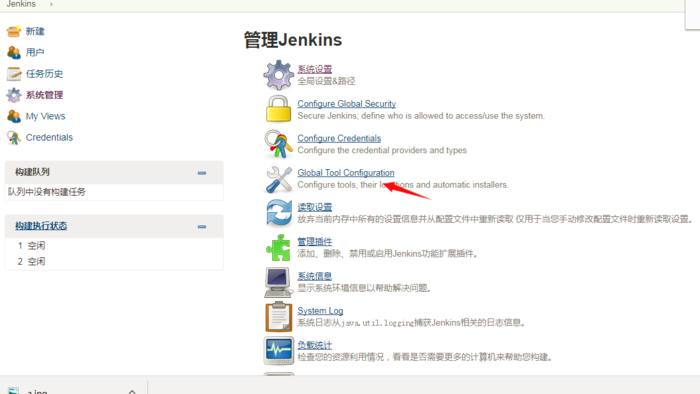 Jenkins
新建
用户
任务历史
系统管理
My Views
Credentials
构建队列
队列中没有构建任务
构建执行状态
1 空闲
2 空闲
管理Jenkins
系统设置
全局设置&路径
Configure Global Security
Secure Jenkins; define who is allowed to access/use the system.
Configure Credentials
Configure the credential providers and types
Global Tool Configuration
Configure tools, their locations and automatic installers.
读取设置
放弃当前内存中所有的设置信息并从配置文件中重新读取 仅用于当您手动修改配置文件时重新读取设置。
管理插件
添加、删除、禁用或启用Jenkins功能扩展插件。
系统信息
显示系统环境信息以帮助解决问题。
System Log
系统日志从java.util.logging捕获Jenkins相关的日志信息。
负载统计
检查您的资源利用情况，看看是否需要更多的计算机来帮助您构建。